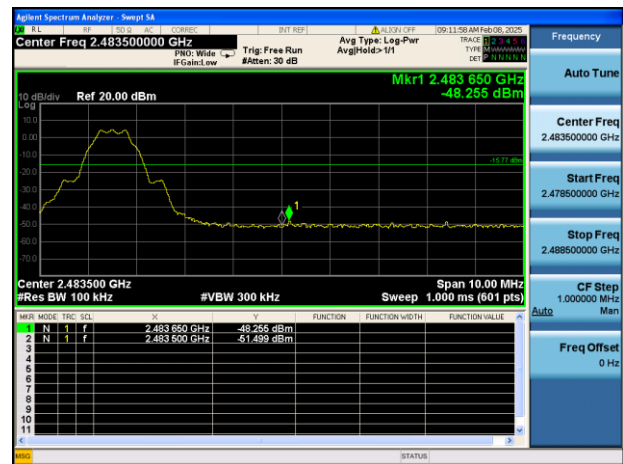 Agilent Spectrum Analyzer - Swept SA
RL RF 50 Ω AC CORREC INT REF ALIGN OFF 09:11:58 AM Feb 08, 2025
Center Freq 2.483500000 GHz
PNO: Wide
IFGain:Low
Trig: Free Run
#Atten: 30 dB
Avg Type: Log-Pwr
Avg|Hold:>1/1
TRACE 1 2 3 4 5 6
TYPE
DET P N N N N N
Mkr1 2.483 650 GHz
-48.255 dBm
10 dB/div Ref 20.00 dBm
Log
10.0
0.00
-10.0
-20.0
-30.0
-40.0
-50.0
-60.0
-70.0
-15.77 dBm
1
Center 2.483500 GHz
Span 10.00 MHz
#Res BW 100 kHz
#VBW 300 kHz
Sweep 1.000 ms (601 pts)
MKR MODE TRC SCL X Y FUNCTION FUNCTION WIDTH FUNCTION VALUE
1 N 1 f 2.483 650 GHz -48.255 dBm
2 N 1 f 2.483 500 GHz -51.499 dBm
3
4
5
6
7
8
9
10
11
MSG
STATUS
Frequency
Auto Tune
Center Freq
2.483500000 GHz
Start Freq
2.478500000 GHz
Stop Freq
2.488500000 GHz
CF Step
1.000000 MHz
Auto Man
Freq Offset
0 Hz